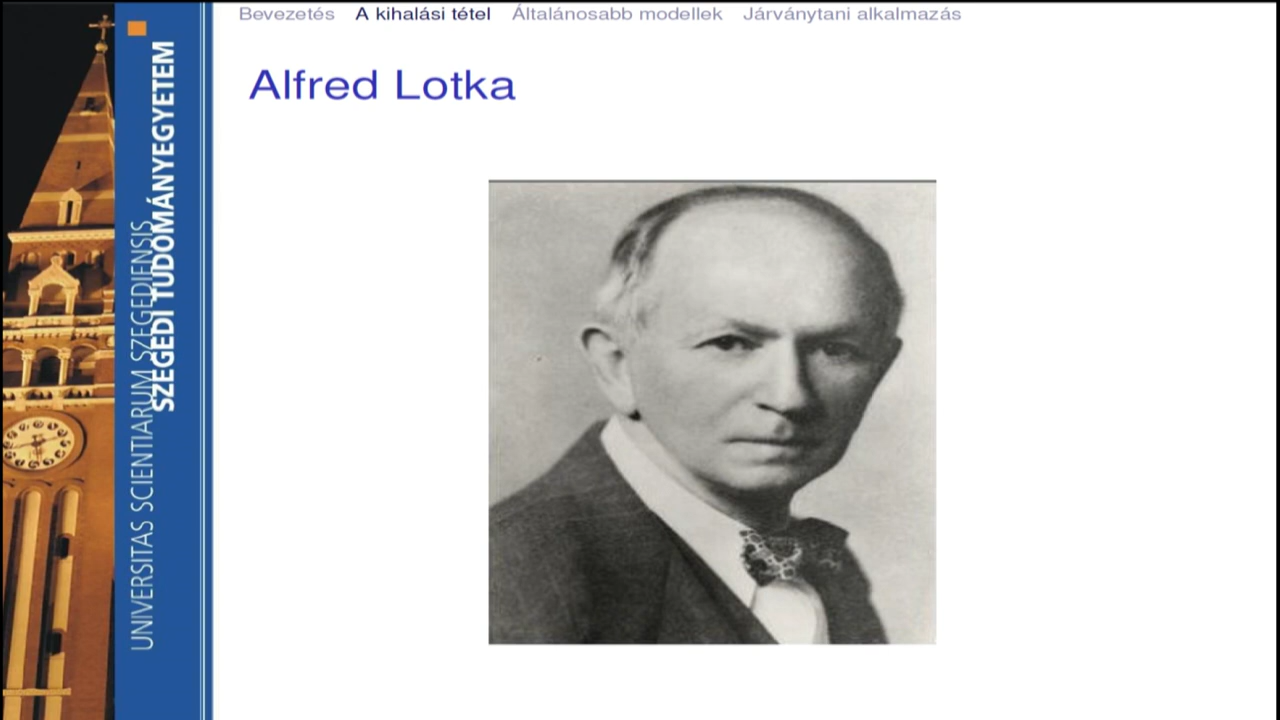 Bevezetés A kihalási tétel Általánosabb modellek Járványtani alkalmazás
Alfred Lotka
UNIVERSITAS SCIENTIARUM SZEGEDIENSIS
SZEGEDI TUDOMÁNYEGYETEM